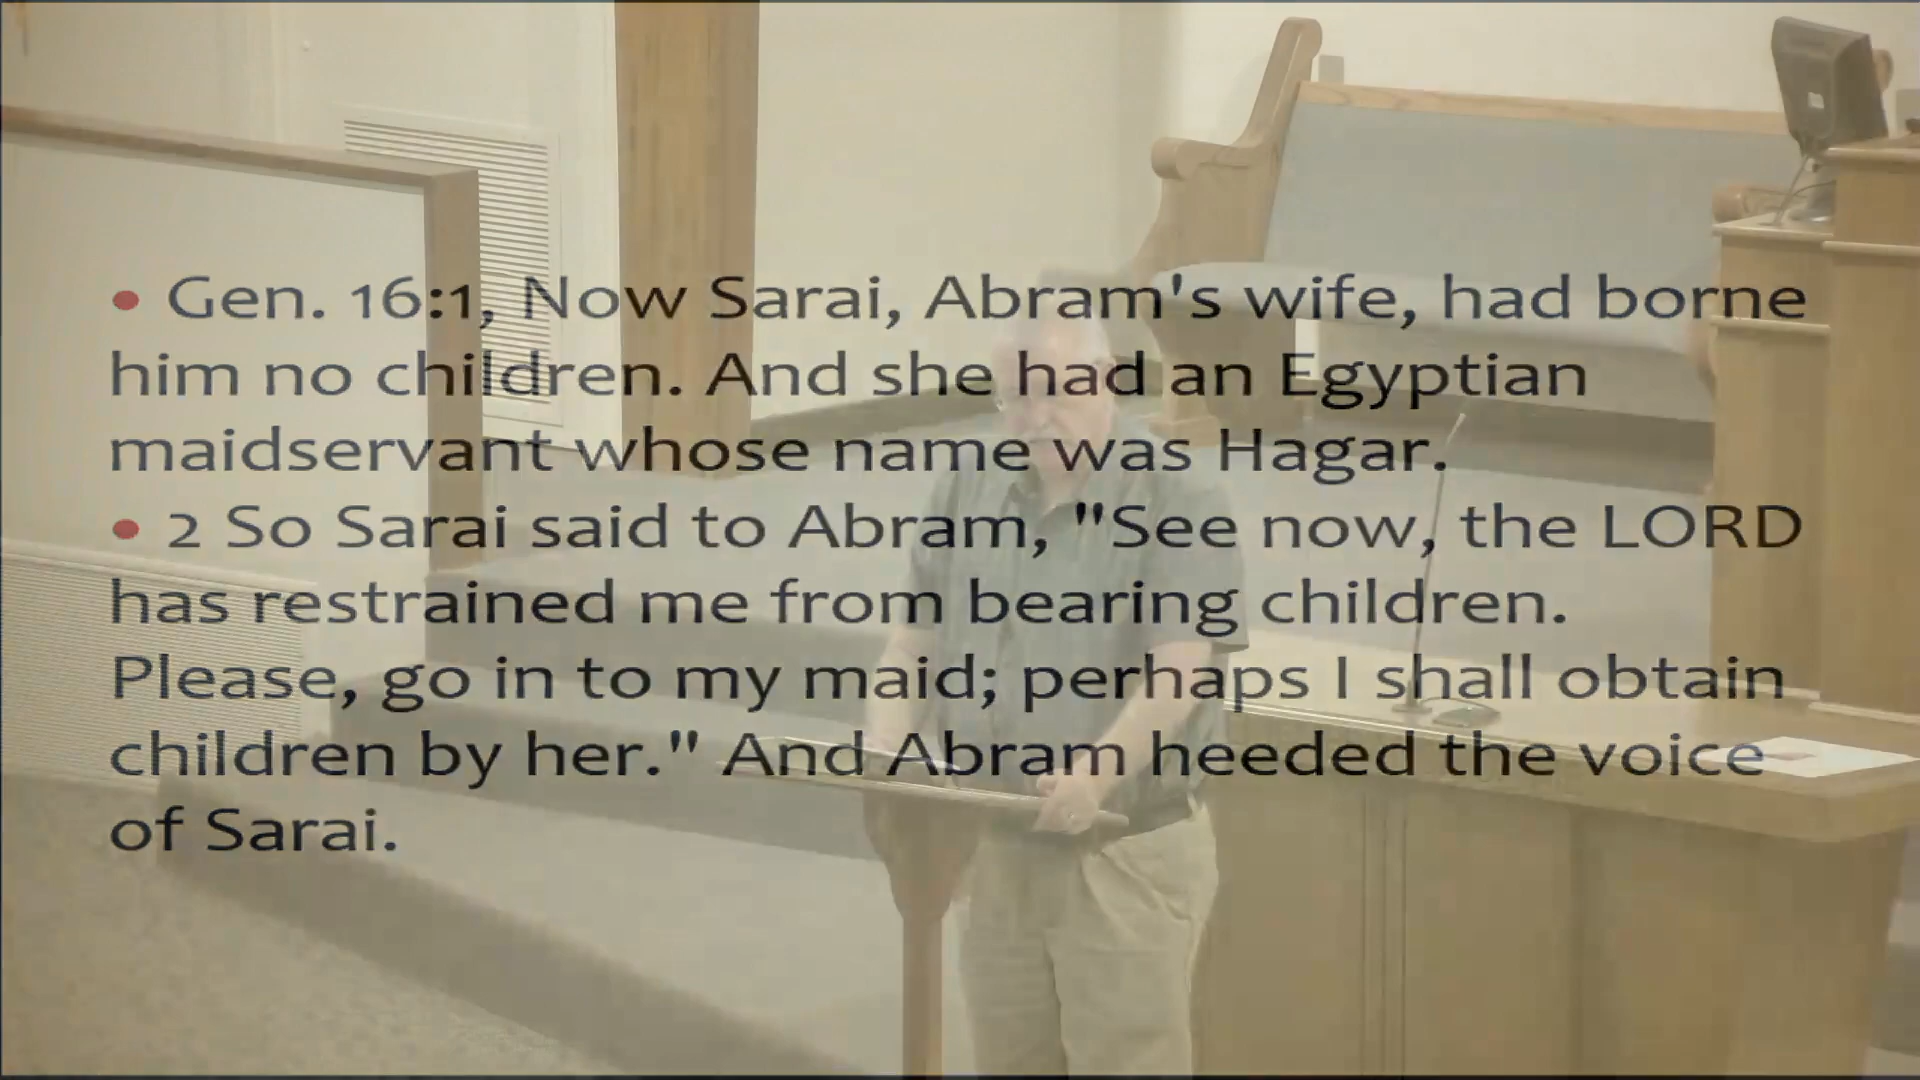 • Gen. 16:1, Now Sarai, Abram's wife, had borne
him no children. And she had an Egyptian
maidservant whose name was Hagar.
• 2 So Sarai said to Abram, "See now, the LORD
has restrained me from bearing children.
Please, go in to my maid; perhaps I shall obtain
children by her." And Abram heeded the voice
of Sarai.